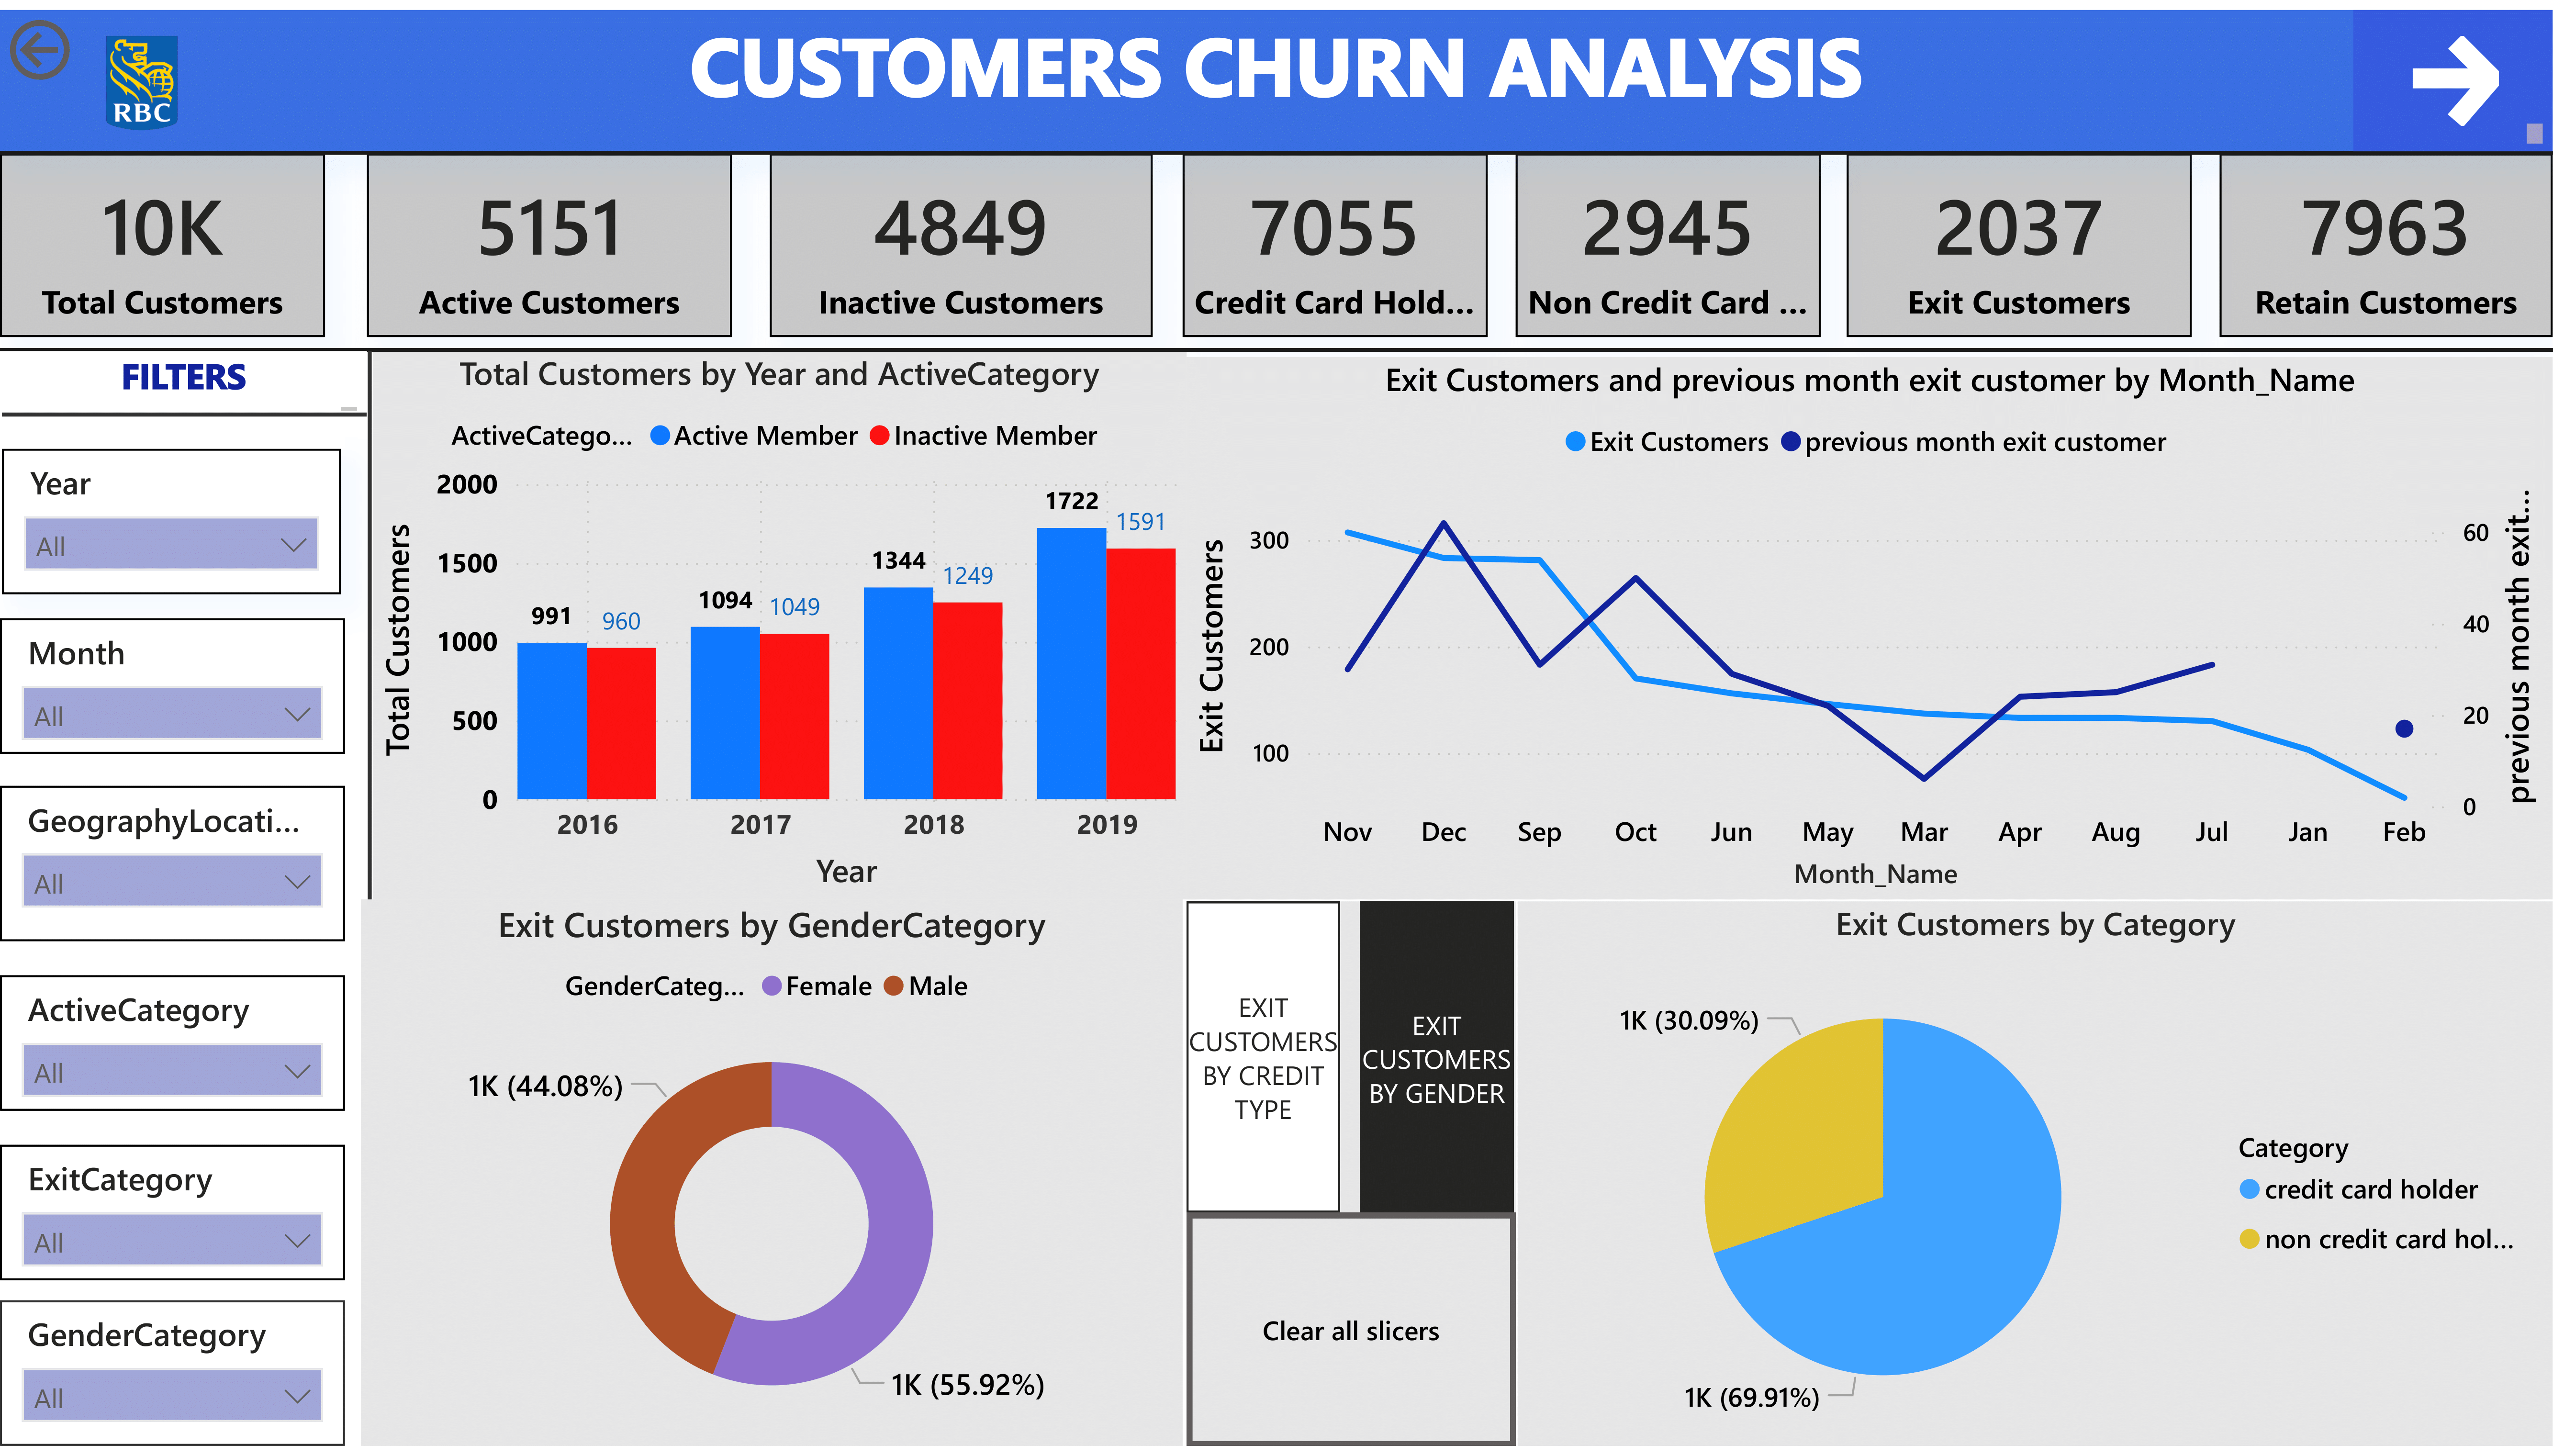 CUSTOMERS CHURN ANALYSIS
RBC
10K
Total Customers
5151
Active Customers
4849
Inactive Customers
7055
Credit Card Hold...
2945
Non Credit Card ...
2037
Exit Customers
7963
Retain Customers
FILTERS
Year
All
Month
All
GeographyLocati...
All
ActiveCategory
All
ExitCategory
All
GenderCategory
All
Total Customers by Year and ActiveCategory
ActiveCatego... Active Member Inactive Member
Total Customers
2000
1500
1000
500
0
991 960
1094 1049
1344 1249
1722 1591
2016 2017 2018 2019
Year
Exit Customers and previous month exit customer by Month_Name
Exit Customers previous month exit customer
Exit Customers
300
200
100
previous month exit...
60
40
20
0
Nov Dec Sep Oct Jun May Mar Apr Aug Jul Jan Feb
Month_Name
Exit Customers by GenderCategory
GenderCateg... Female Male
1K (44.08%)
1K (55.92%)
EXIT
CUSTOMERS
BY CREDIT
TYPE
EXIT
CUSTOMERS
BY GENDER
Clear all slicers
Exit Customers by Category
1K (30.09%)
1K (69.91%)
Category
credit card holder
non credit card hol...